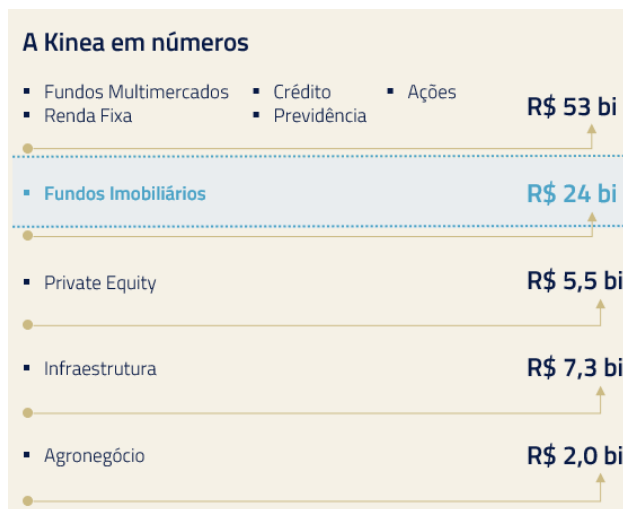 A Kinea em números
▪ Fundos Multimercados ▪ Crédito ▪ Ações
▪ Renda Fixa ▪ Previdência
R$ 53 bi
▪ Fundos Imobiliários R$ 24 bi
▪ Private Equity R$ 5,5 bi
▪ Infraestrutura R$ 7,3 bi
▪ Agronegócio R$ 2,0 bi